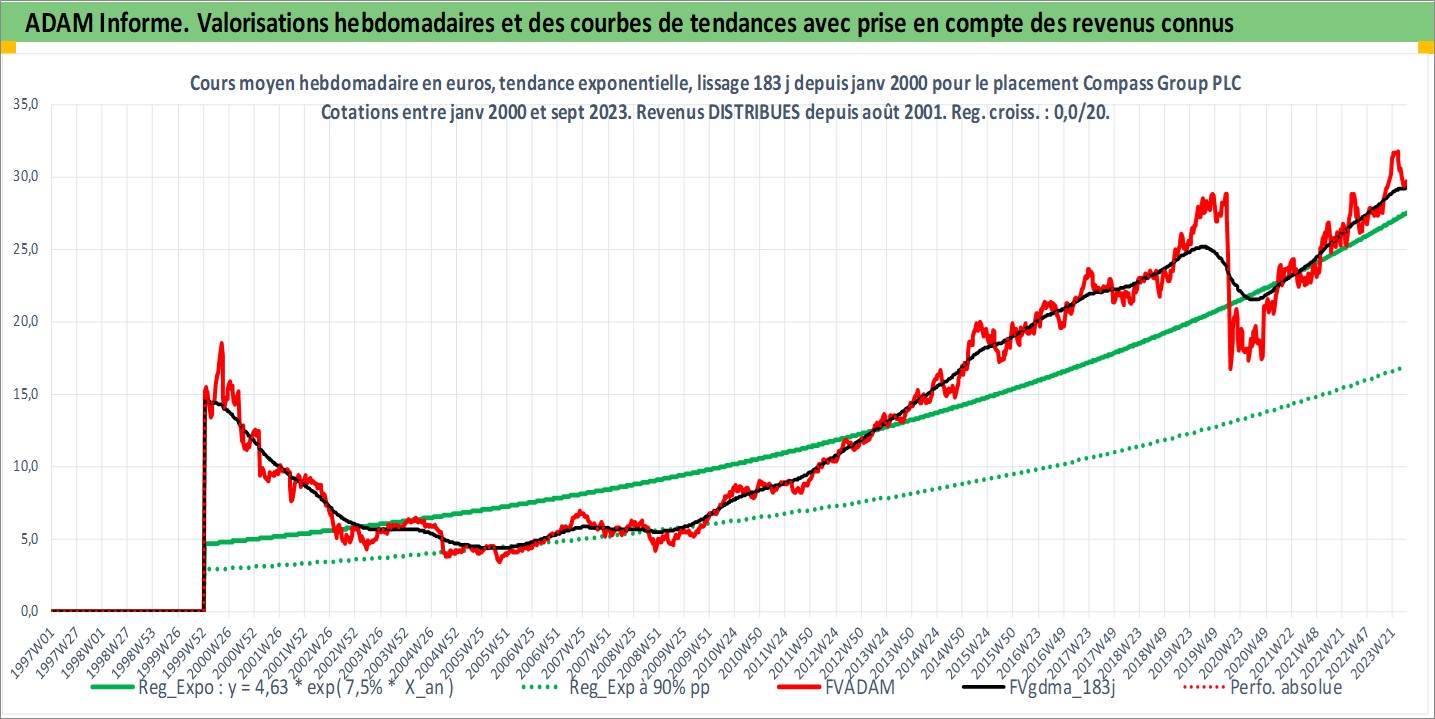 ADAM Informe. Valorisations hebdomadaires et des courbes de tendances avec prise en compte des revenus connus
Cours moyen hebdomadaire en euros, tendance exponentielle, lissage 183 j depuis janv 2000 pour le placement Compass Group PLC
Cotations entre janv 2000 et sept 2023. Revenus DISTRIBUES depuis août 2001. Reg. croiss. : 0,0/20.
35,0
30,0
25,0
20,0
15,0
10,0
5,0
0,0
1997W01
1997W27
1998W01
1998W27
1998W53
1999W26
1999W52
2000W26
2000W52
2001W26
2001W52
2002W26
2002W52
2003W26
2003W52
2004W26
2004W52
2005W25
2005W51
2006W25
2006W51
2007W25
2007W51
2008W25
2008W51
2009W25
2009W51
2010W24
2010W50
2011W24
2011W50
2012W24
2012W50
2013W24
2013W50
2014W24
2014W50
2015W24
2015W50
2016W23
2016W49
2017W23
2017W49
2018W23
2018W49
2019W23
2019W49
2020W23
2020W49
2021W22
2021W48
2022W21
2022W47
2023W21
Reg_Expo : y = 4,63 * exp( 7,5% * X_an )
Reg_Exp à 90% pp
FVADAM
FVgdma_183j
Perfo. absolue